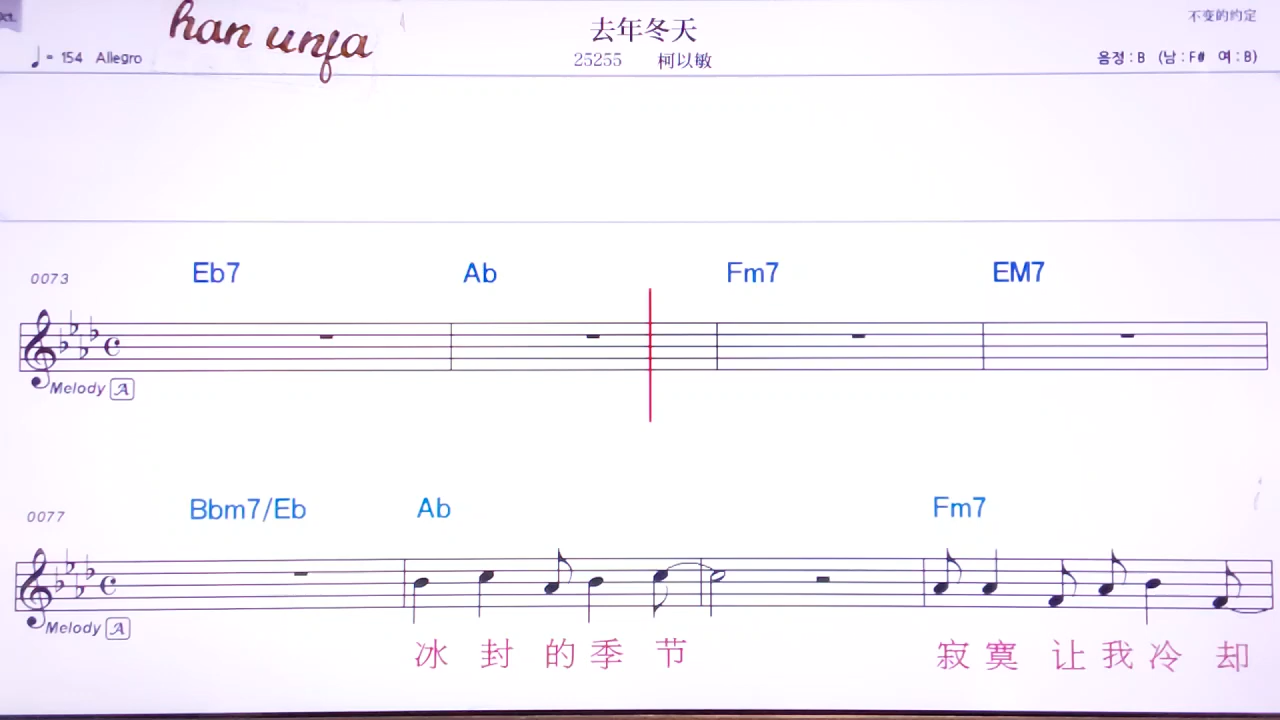 han unfa
去年冬天
不变的约定
♩= 154 Allegro
25255 柯以敏
음정 : B (남 : F# 여 : B)
0073
Eb7 Ab Fm7 EM7
Melody A
0077
Bbm7/Eb Ab Fm7
Melody A
冰 封 的 季 节 寂 寞 让 我 冷 却